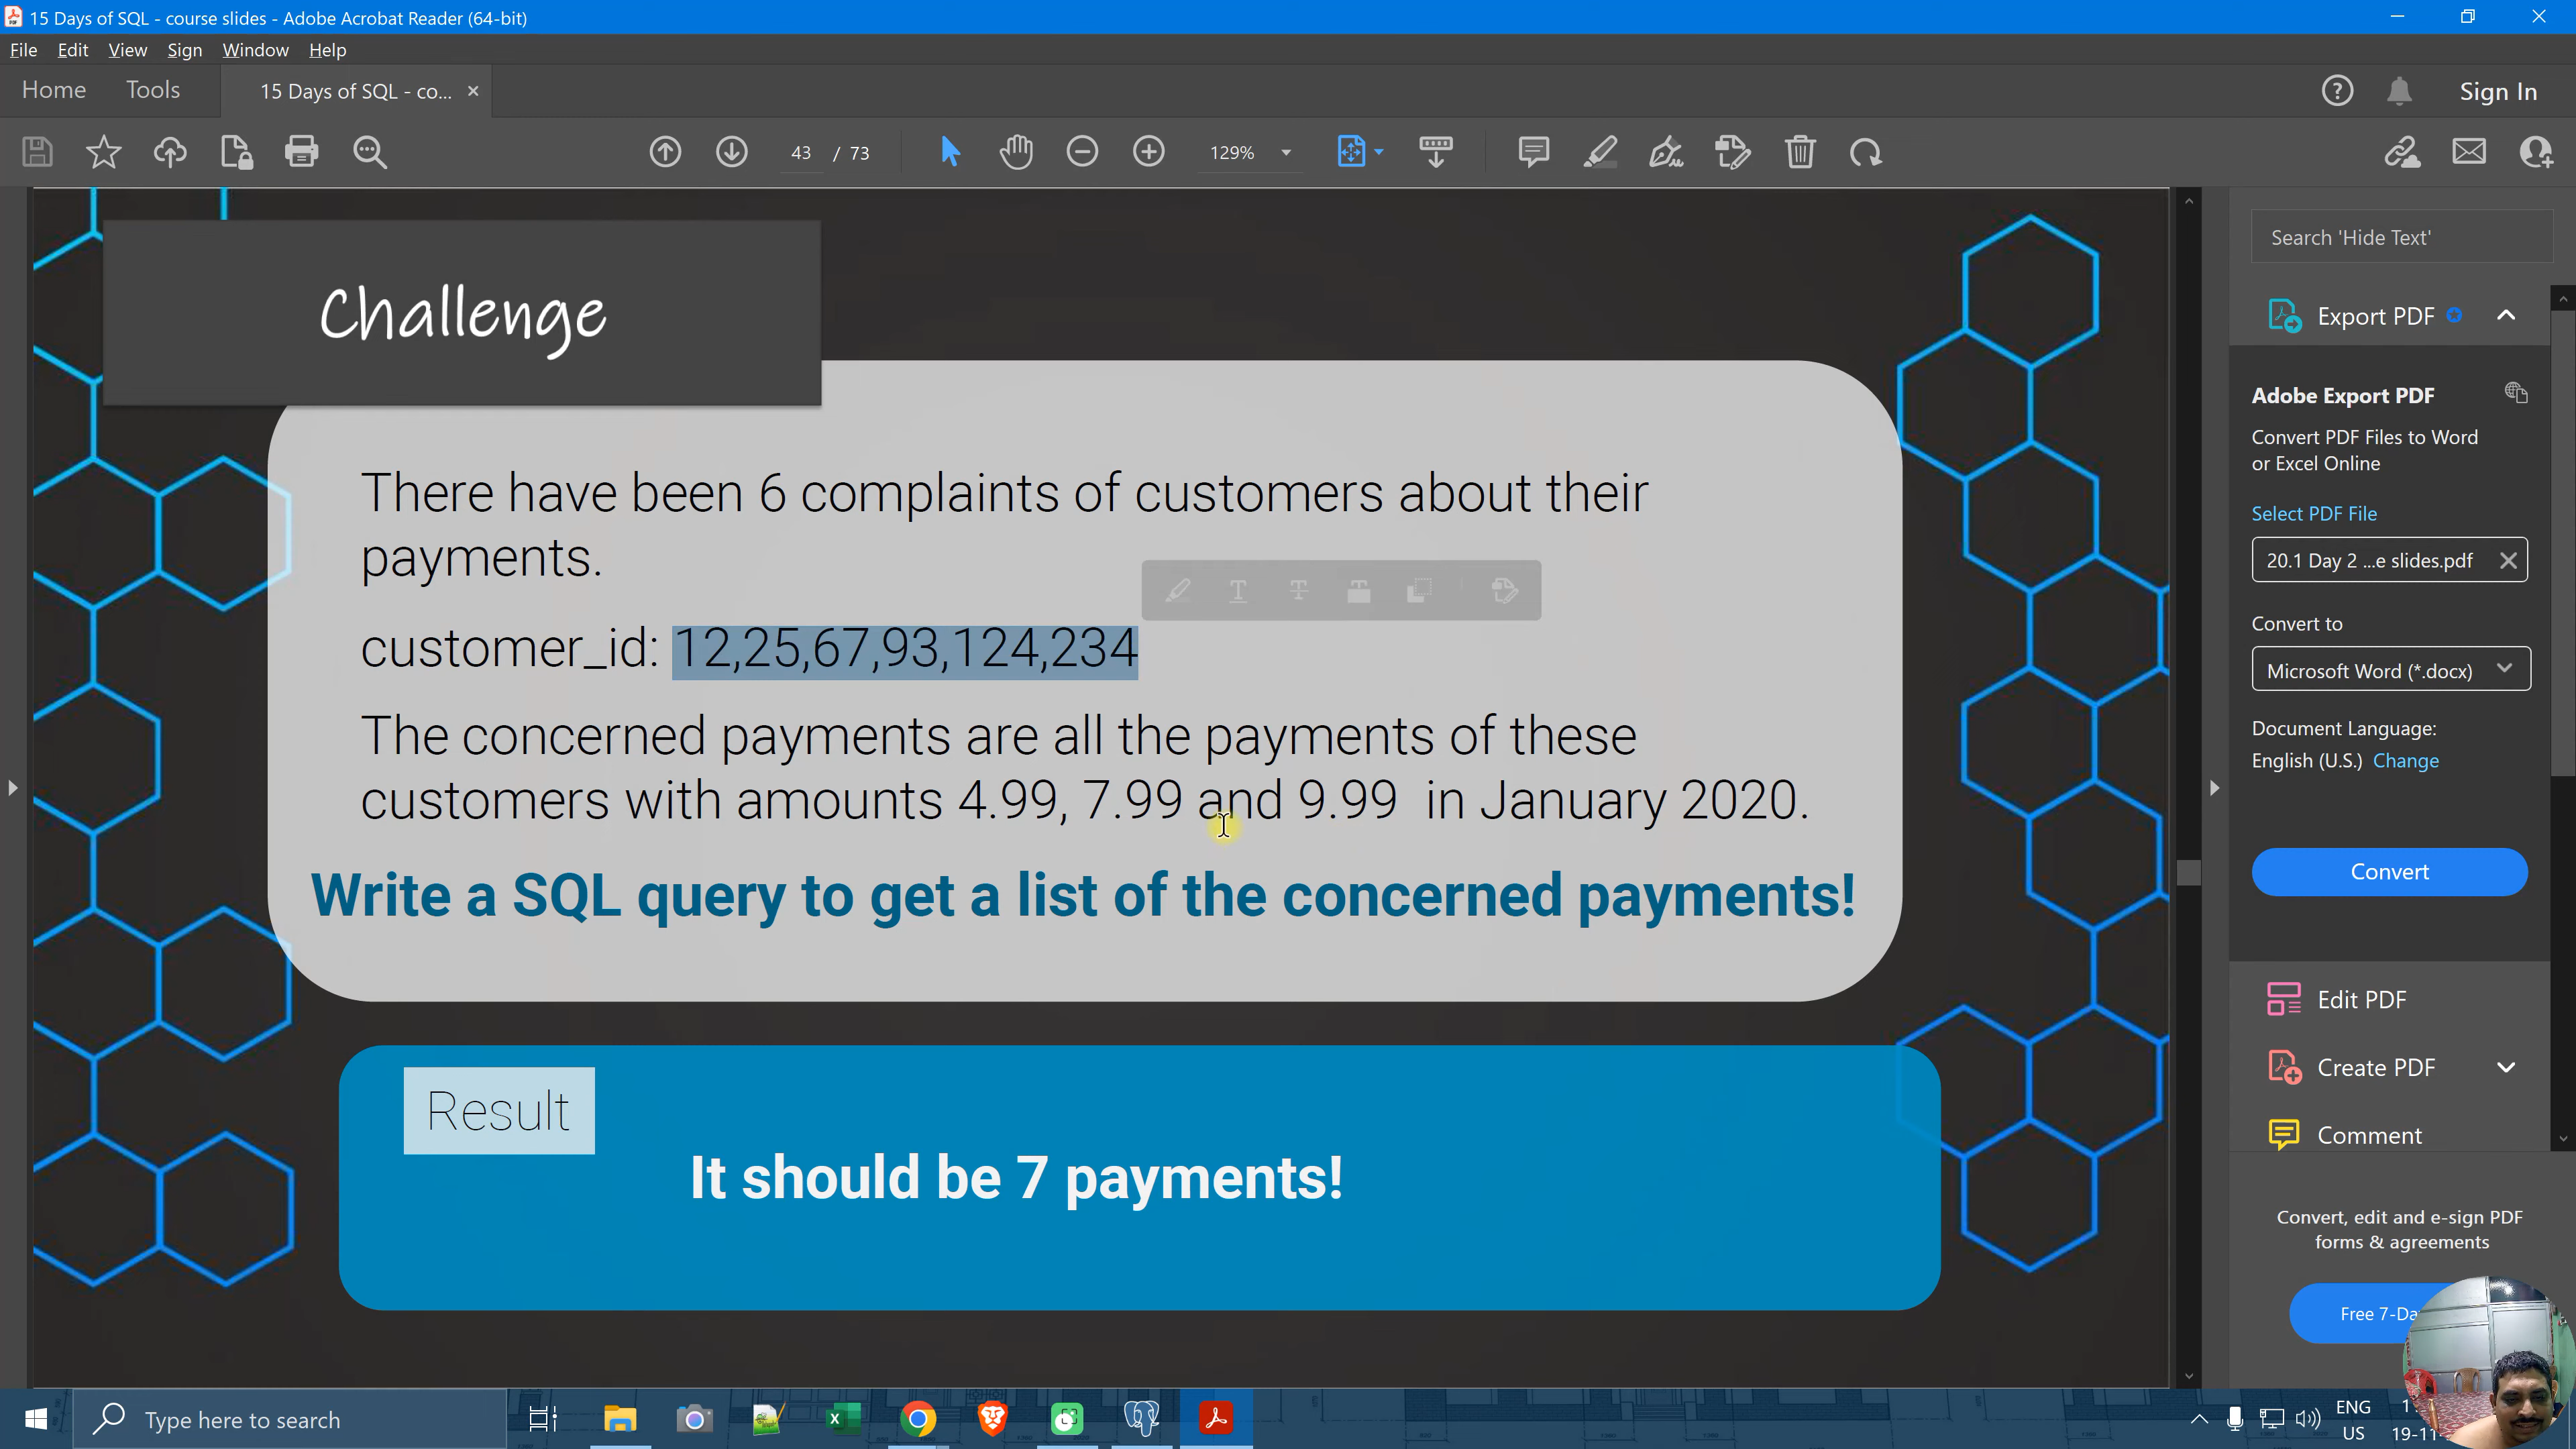 15 Days of SQL - course slides - Adobe Acrobat Reader (64-bit)
File Edit View Sign Window Help
Home Tools 15 Days of SQL - co... Sign In
43 / 73 129%
Challenge
There have been 6 complaints of customers about their
payments.
customer_id: 12,25,67,93,124,234
The concerned payments are all the payments of these
customers with amounts 4.99, 7.99 and 9.99 in January 2020.
Write a SQL query to get a list of the concerned payments!
Result
It should be 7 payments!
Search 'Hide Text'
Export PDF
Adobe Export PDF
Convert PDF Files to Word
or Excel Online
Select PDF File
20.1 Day 2 ...e slides.pdf
Convert to
Microsoft Word (*.docx)
Document Language:
English (U.S.) Change
Convert
Edit PDF
Create PDF
Comment
Convert, edit and e-sign PDF
forms & agreements
Free 7-Da
Type here to search
ENG
US
19-11